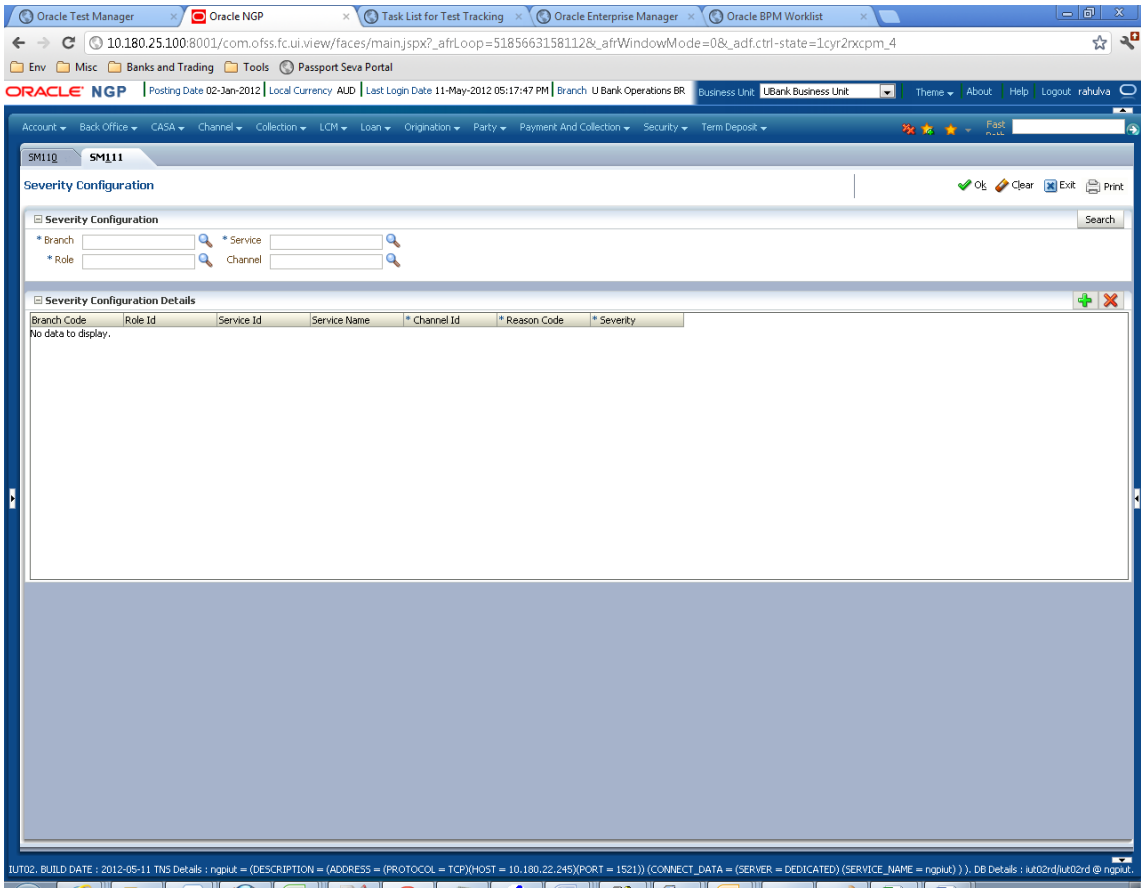 Oracle Test Manager Oracle NGP Task List for Test Tracking Oracle Enterprise Manager Oracle BPM Worklist
10.180.25.100:8001/com.ofss.fc.ui.view/faces/main.jspx?_afrLoop=5185663158112&_afrWindowMode=0&_adf.ctrl-state=1cyr2rxcpm_4
Env Misc Banks and Trading Tools Passport Seva Portal
ORACLE NGP Posting Date 02-Jan-2012 Local Currency AUD Last Login Date 11-May-2012 05:17:47 PM Branch U Bank Operations BR Business Unit UBank Business Unit Theme About Help Logout rahulva
Account Back Office CASA Channel Collection LCM Loan Origination Party Payment And Collection Security Term Deposit Fast
SM110 SM111
Severity Configuration Ok Clear Exit Print
Severity Configuration Search
* Branch * Service
* Role Channel
Severity Configuration Details
Branch Code Role Id Service Id Service Name * Channel Id * Reason Code * Severity
No data to display.
IUT02. BUILD DATE : 2012-05-11 TNS Details : ngpiut = (DESCRIPTION = (ADDRESS = (PROTOCOL = TCP)(HOST = 10.180.22.245)(PORT = 1521)) (CONNECT_DATA = (SERVER = DEDICATED) (SERVICE_NAME = ngpiut) ) ). DB Details : iut02rd/iut02rd @ ngpiut.